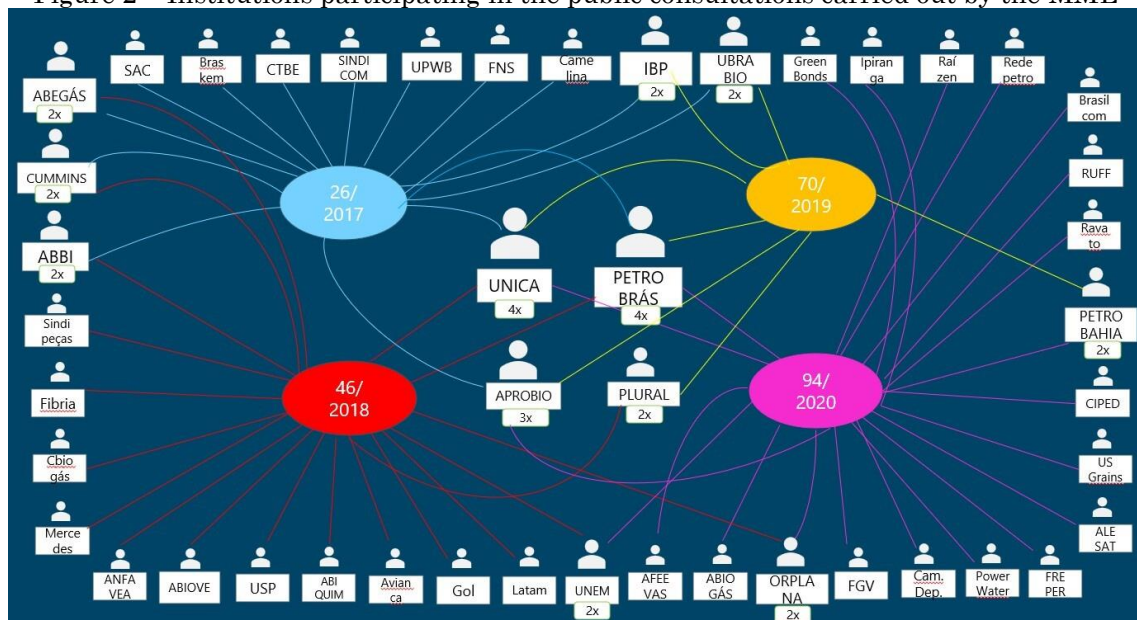 Figure 2 – Institutions participating in the public consultations carried out by the MME
ABEGÁS
2x
SAC
Bras
kem
CTBE
SINDI
COM
UPWB
FNS
Came
lina
IBP
2x
UBRA
BIO
2x
Green
Bonds
Ipiran
ga
Raí
zen
Rede
petro
Brasil
com
CUMMINS
2x
RUFF
26/
2017
70/
2019
ABBI
2x
Rava
to
UNICA
4x
PETRO
BRÁS
4x
PETRO
BAHIA
2x
Sindi
peças
Fibria
46/
2018
APROBIO
3x
PLURAL
2x
94/
2020
CIPED
Cbio
gás
US
Grains
Merce
des
ALE
SAT
ANFA
VEA
ABIOVE
USP
ABI
QUIM
Avian
ca
Gol
Latam
UNEM
2x
AFEE
VAS
ABIO
GÁS
ORPLA
NA
2x
FGV
Cam.
Dep.
Power
Water
FRE
PER